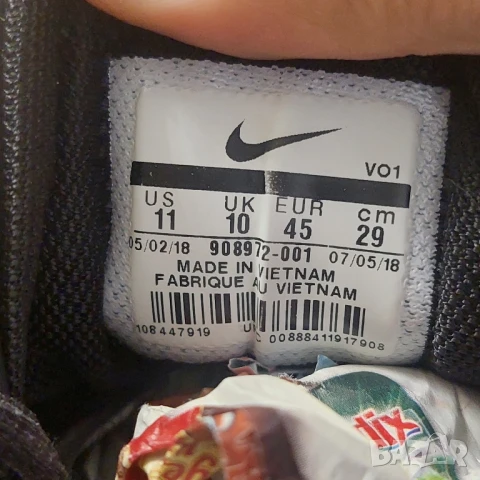 VO1
US UK EUR cm
11 10 45 29
05/02/18 908972-001 07/05/18
MADE IN VIETNAM
FABRIQUE AU VIETNAM
108447919 00888411917908
tix
BAZAR